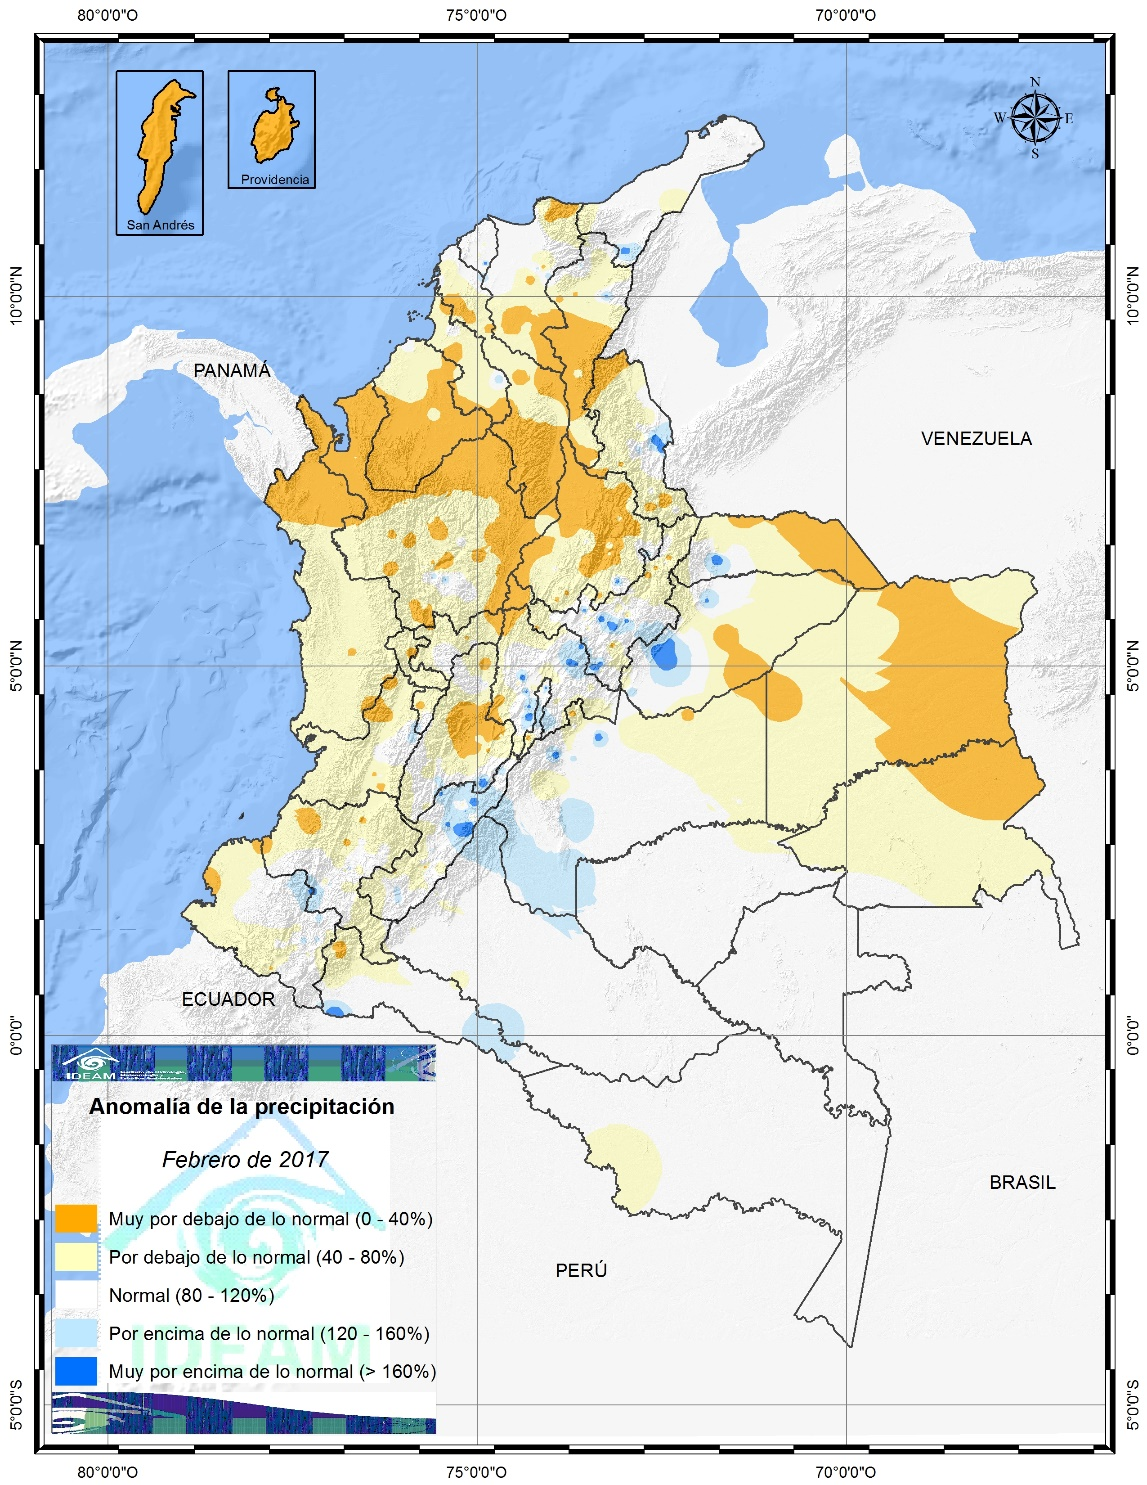 80°0'0"O
75°0'0"O
70°0'0"O
N
W
E
S
San Andrés
Providencia
10°0'0"N
10°0'0"N
PANAMÁ
VENEZUELA
5°0'0"N
5°0'0"N
ECUADOR
0°0'0"
0°0'0"
IDEAM
Anomalía de la precipitación
Febrero de 2017
BRASIL
Muy por debajo de lo normal (0 - 40%)
Por debajo de lo normal (40 - 80%)
PERÚ
Normal (80 - 120%)
Por encima de lo normal (120 - 160%)
IDEAM
Muy por encima de lo normal (> 160%)
5°0'0"S
5°0'0"S
80°0'0"O
75°0'0"O
70°0'0"O